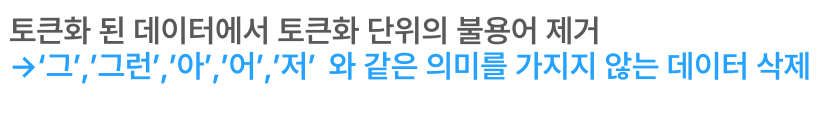 토큰화 된 데이터에서 토큰화 단위의 불용어 제거
→‘그’,’그런’,’아’,’어’,’저’ 와 같은 의미를 가지지 않는 데이터 삭제